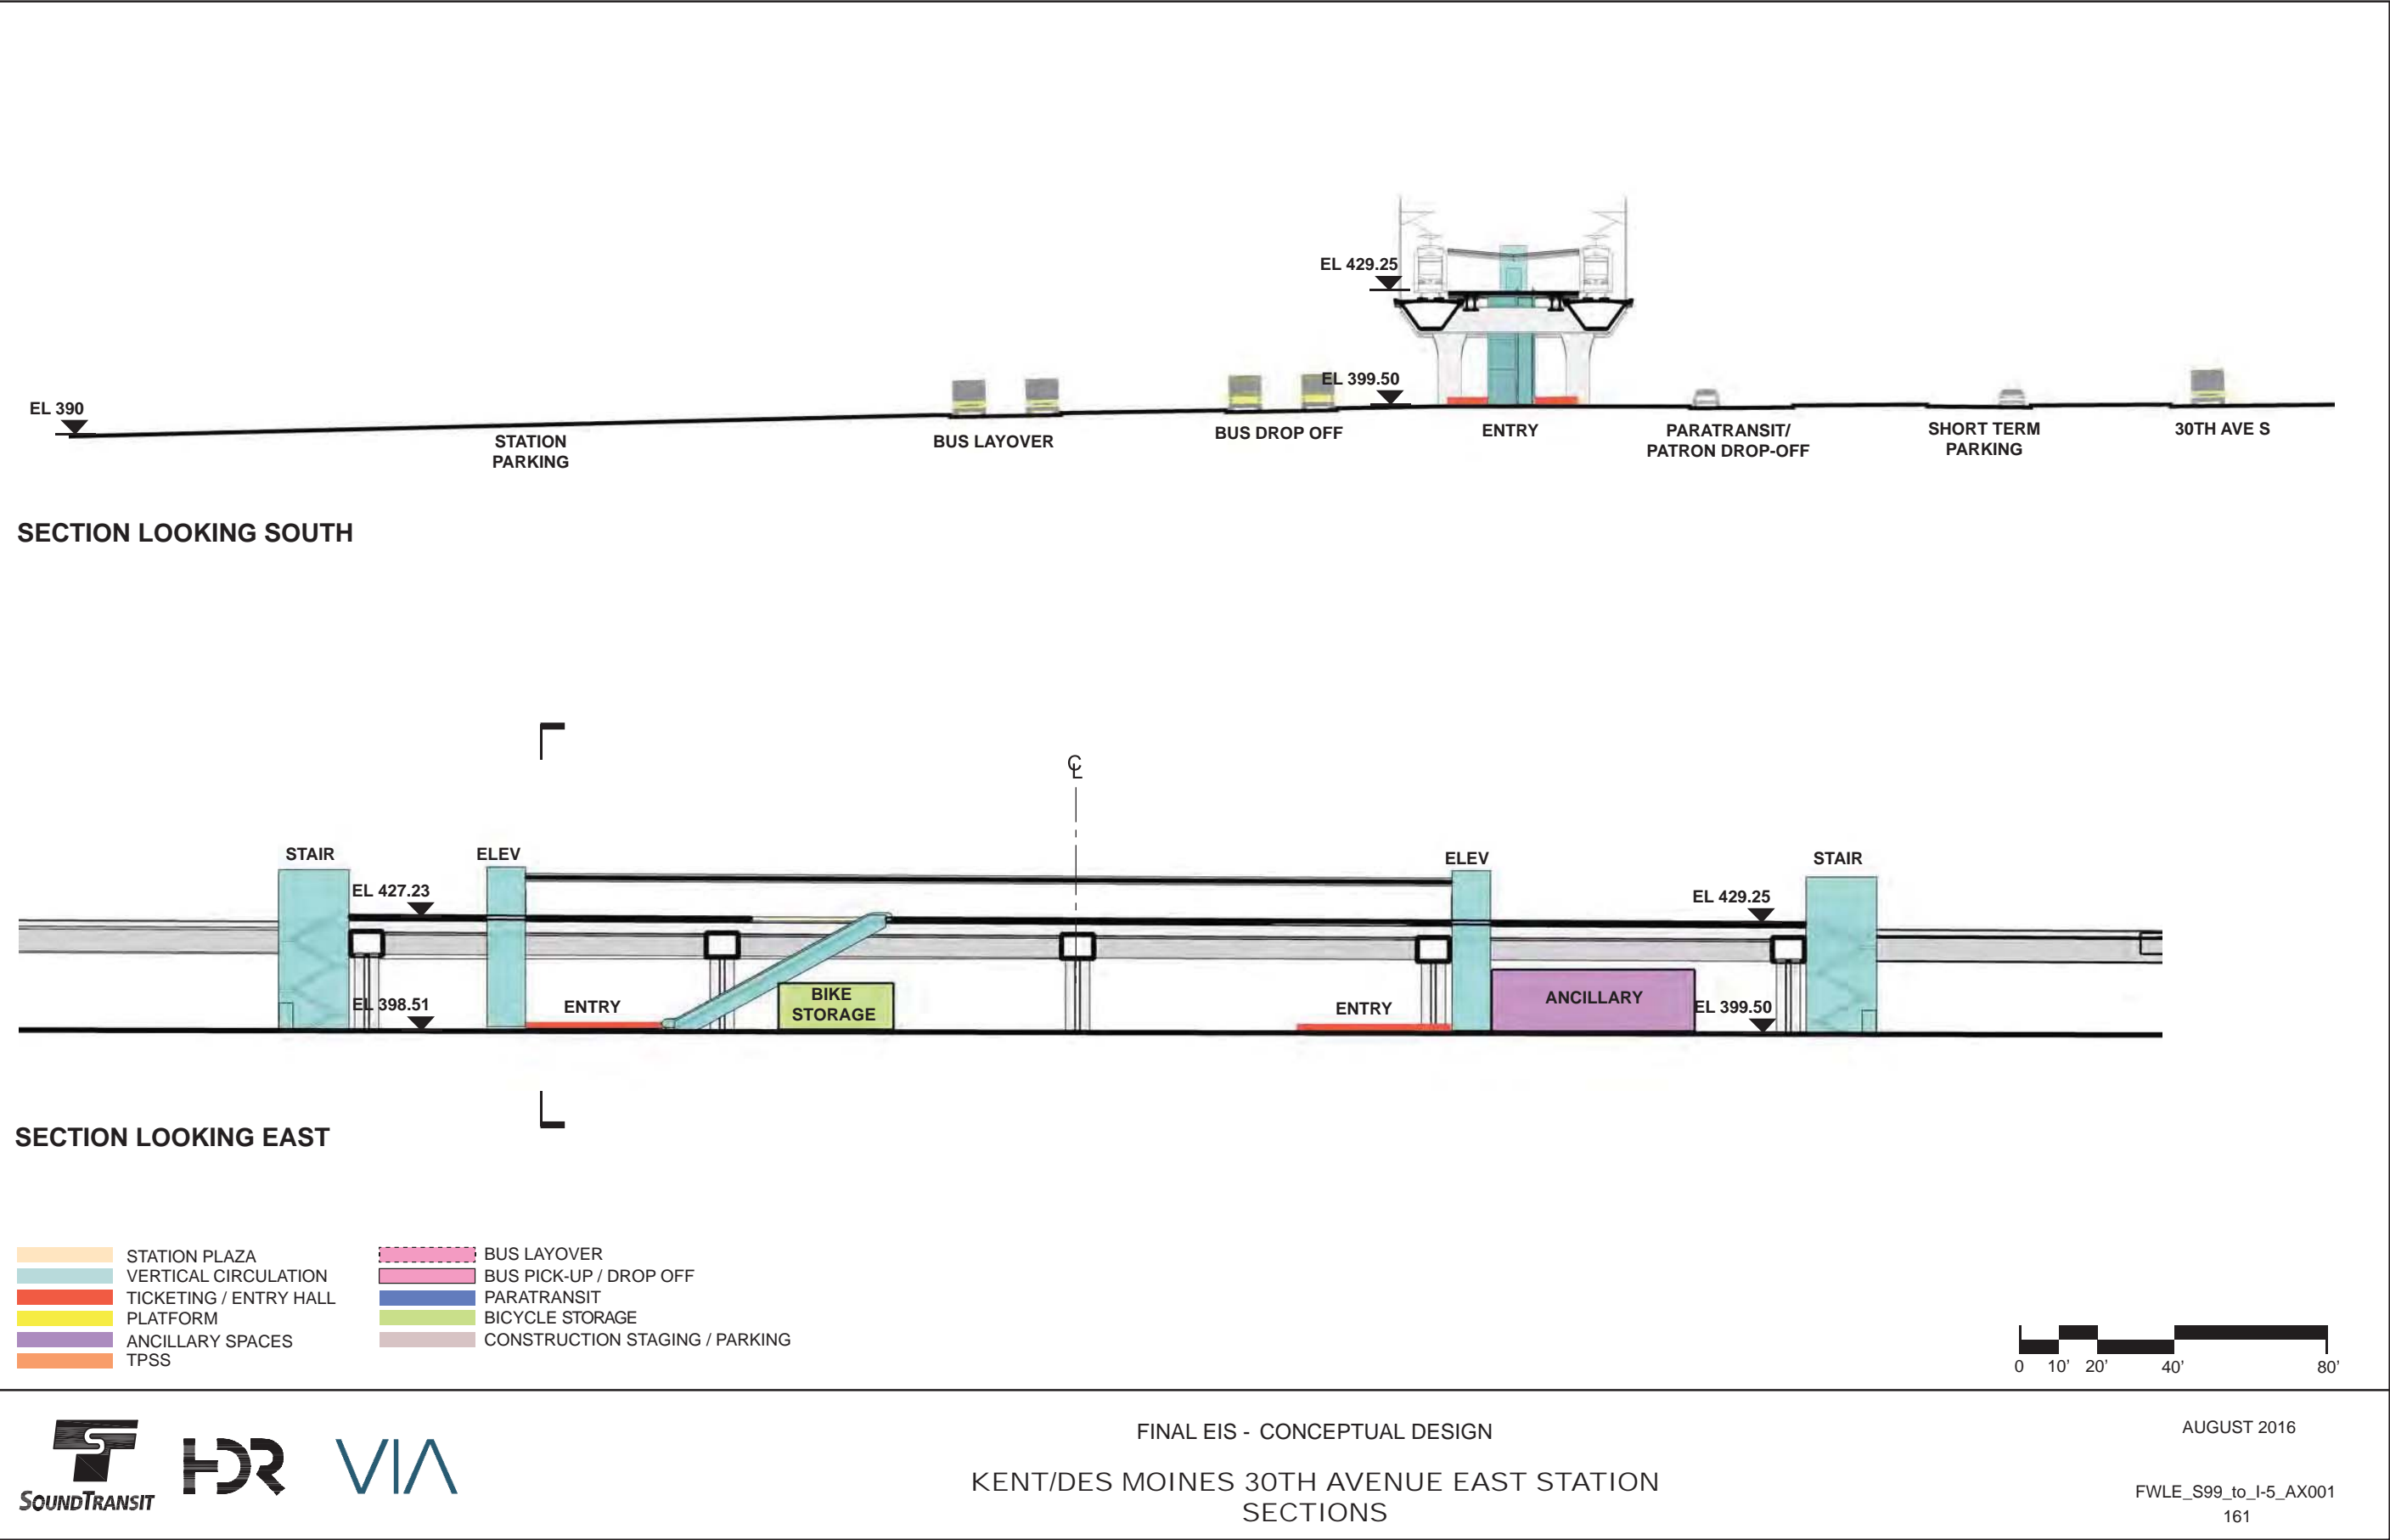 EL 429.25
EL 399.50
EL 390
STATION
PARKING
BUS LAYOVER
BUS DROP OFF
ENTRY
PARATRANSIT/
PATRON DROP-OFF
SHORT TERM
PARKING
30TH AVE S
SECTION LOOKING SOUTH
℄
STAIR
ELEV
ELEV
STAIR
EL 427.23
EL 429.25
EL 398.51
ENTRY
BIKE
STORAGE
ENTRY
ANCILLARY
EL 399.50
SECTION LOOKING EAST
STATION PLAZA
VERTICAL CIRCULATION
TICKETING / ENTRY HALL
PLATFORM
ANCILLARY SPACES
TPSS
BUS LAYOVER
BUS PICK-UP / DROP OFF
PARATRANSIT
BICYCLE STORAGE
CONSTRUCTION STAGING / PARKING
0 10' 20' 40' 80'
SOUNDTRANSIT
HDR
VIA
FINAL EIS - CONCEPTUAL DESIGN
KENT/DES MOINES 30TH AVENUE EAST STATION
SECTIONS
AUGUST 2016
FWLE_S99_to_I-5_AX001
161